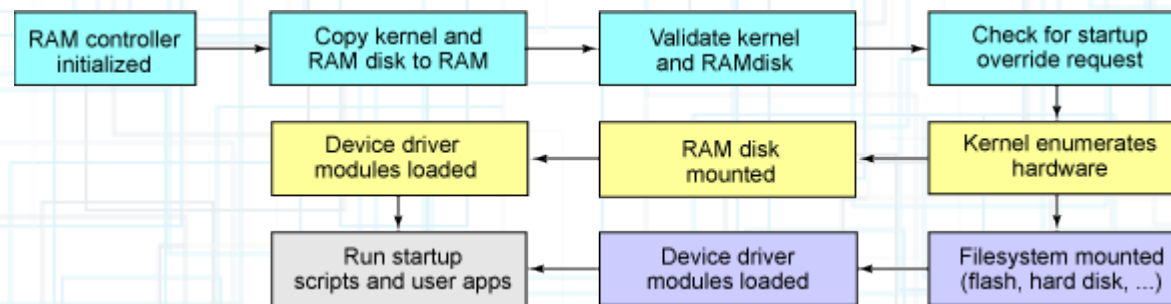 RAM controller
initialized
Copy kernel and
RAM disk to RAM
Validate kernel
and RAMdisk
Check for startup
override request
Device driver
modules loaded
RAM disk
mounted
Kernel enumerates
hardware
Run startup
scripts and user apps
Device driver
modules loaded
Filesystem mounted
(flash, hard disk, ...)